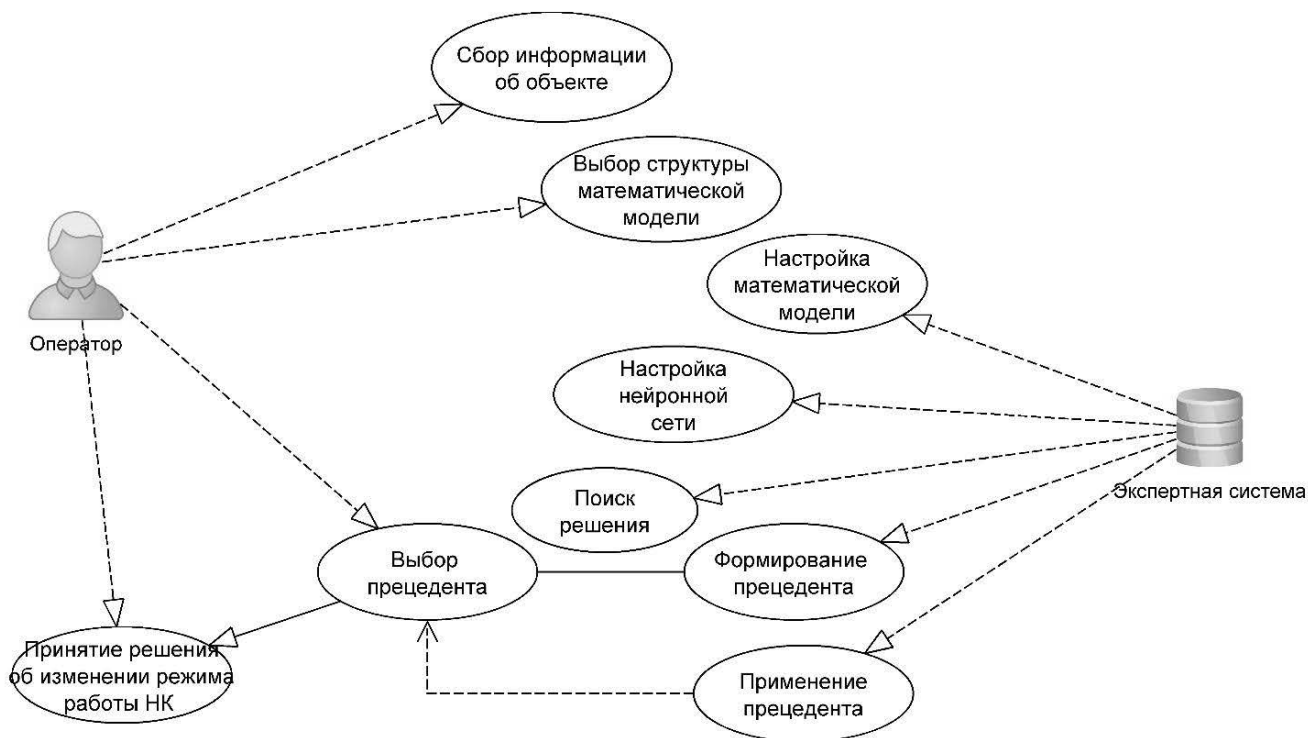 Сбор информации
об объекте
Выбор структуры
математической
модели
Настройка
математической
модели
Оператор
Настройка
нейронной
сети
Экспертная система
Поиск
решения
Выбор
прецедента
Формирование
прецедента
Принятие решения
об изменении режима
работы НК
Применение
прецедента